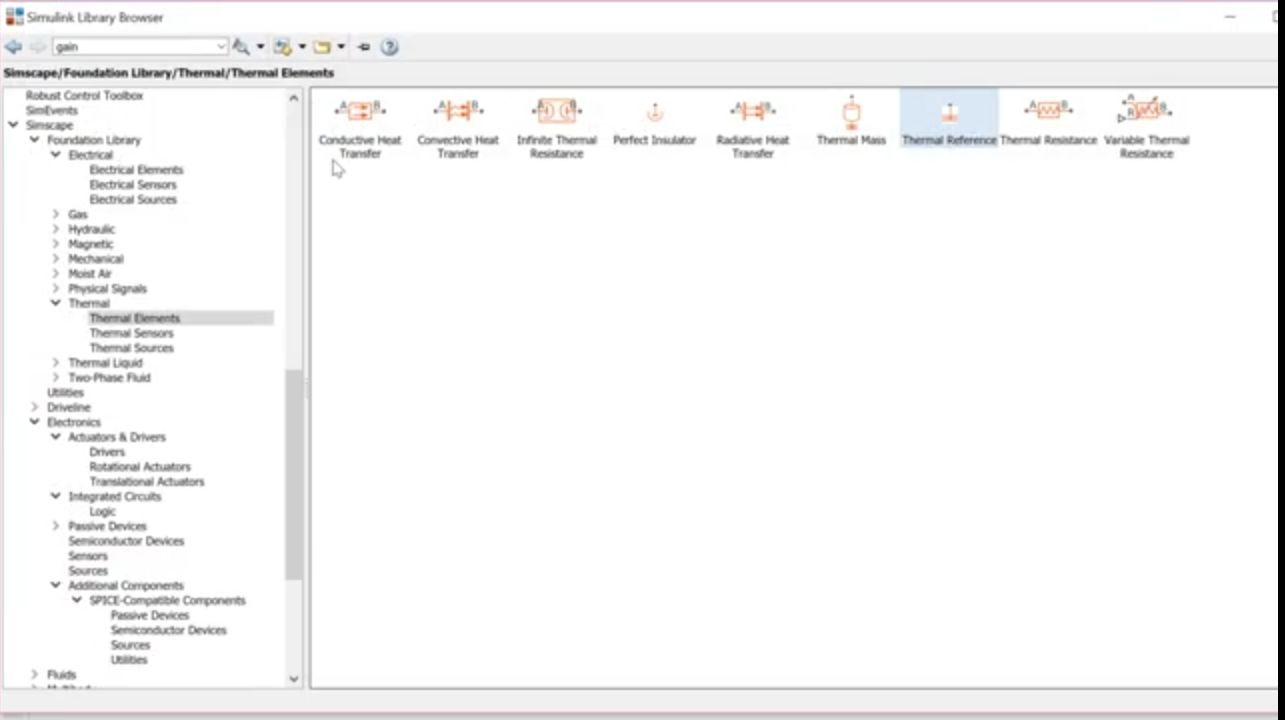 Simulink Library Browser
gain
Simscape/Foundation Library/Thermal/Thermal Elements
Robust Control Toolbox
SimEvents
Simscape
Foundation Library
Electrical
Electrical Elements
Electrical Sensors
Electrical Sources
Gas
Hydraulic
Magnetic
Mechanical
Moist Air
Physical Signals
Thermal
Thermal Elements
Thermal Sensors
Thermal Sources
Thermal Liquid
Two-Phase Fluid
Utilities
Driveline
Electronics
Actuators & Drivers
Drivers
Rotational Actuators
Translational Actuators
Integrated Circuits
Logic
Passive Devices
Semiconductor Devices
Sensors
Sources
Additional Components
SPICE-Compatible Components
Passive Devices
Semiconductor Devices
Sources
Utilities
Fluids
A B
Conductive Heat
Transfer
A B
Convective Heat
Transfer
A B
Infinite Thermal
Resistance
Perfect Insulator
A B
Radiative Heat
Transfer
Thermal Mass
Thermal Reference
A B
Thermal Resistance
A
R B
Variable Thermal
Resistance